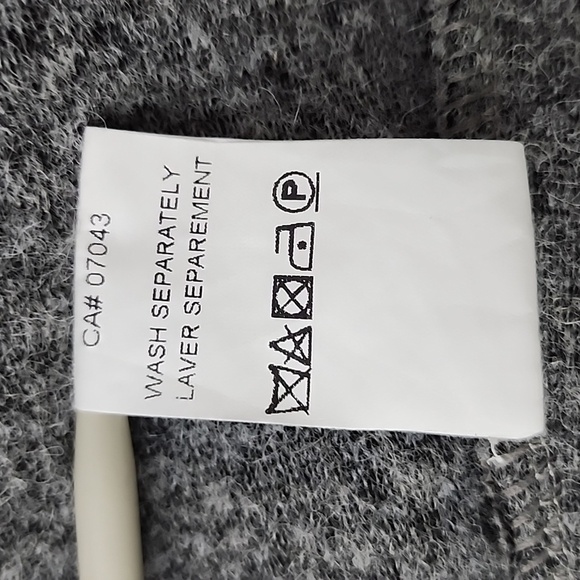 CA# 07043
WASH SEPARATELY
LAVER SEPAREMENT
P